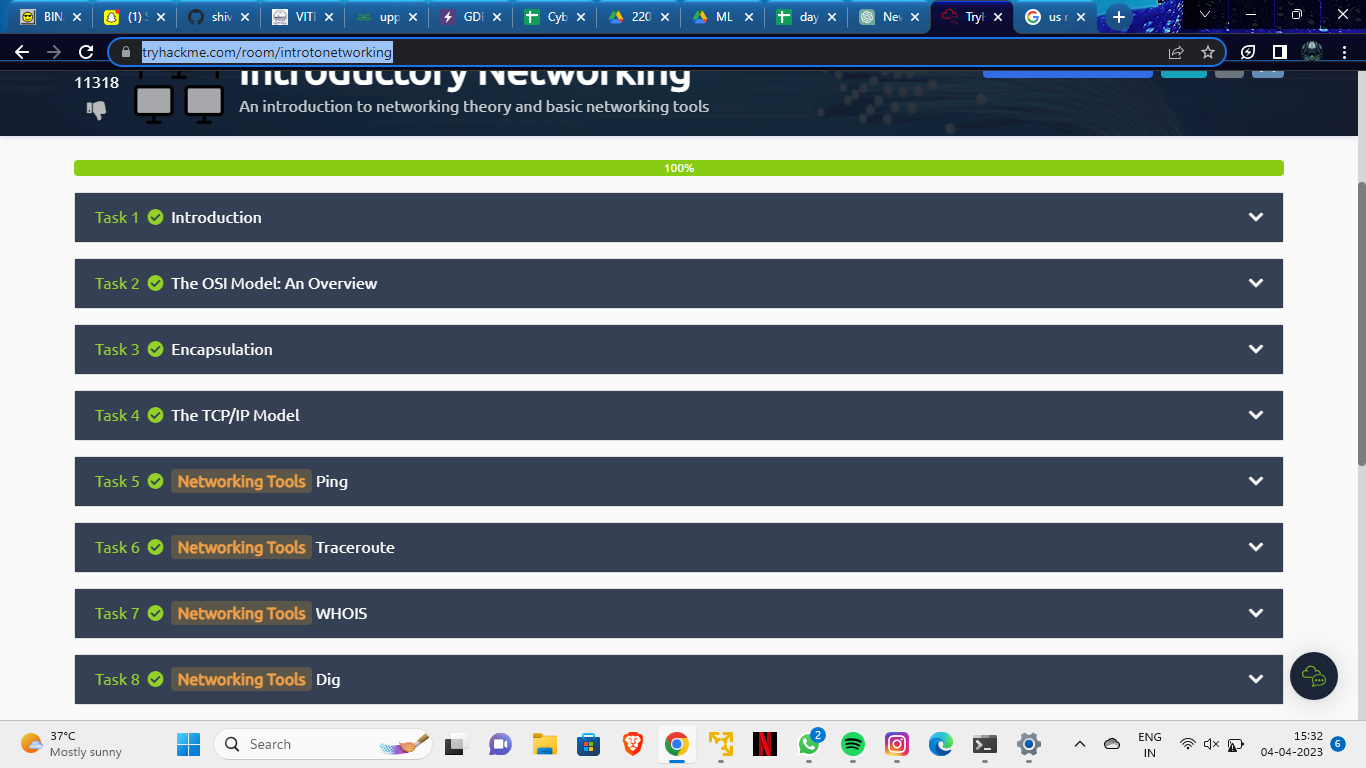 BIN
(1) S
shiv
VITE
upp
GDE
Cyb
220
ML
day
Nev
Try
us r
tryhackme.com/room/introtonetworking
11318
Introductory Networking
An introduction to networking theory and basic networking tools
100%
Task 1 Introduction
Task 2 The OSI Model: An Overview
Task 3 Encapsulation
Task 4 The TCP/IP Model
Task 5 Networking Tools Ping
Task 6 Networking Tools Traceroute
Task 7 Networking Tools WHOIS
Task 8 Networking Tools Dig
37°C
Mostly sunny
Search
2
ENG
IN
15:32
04-04-2023
6